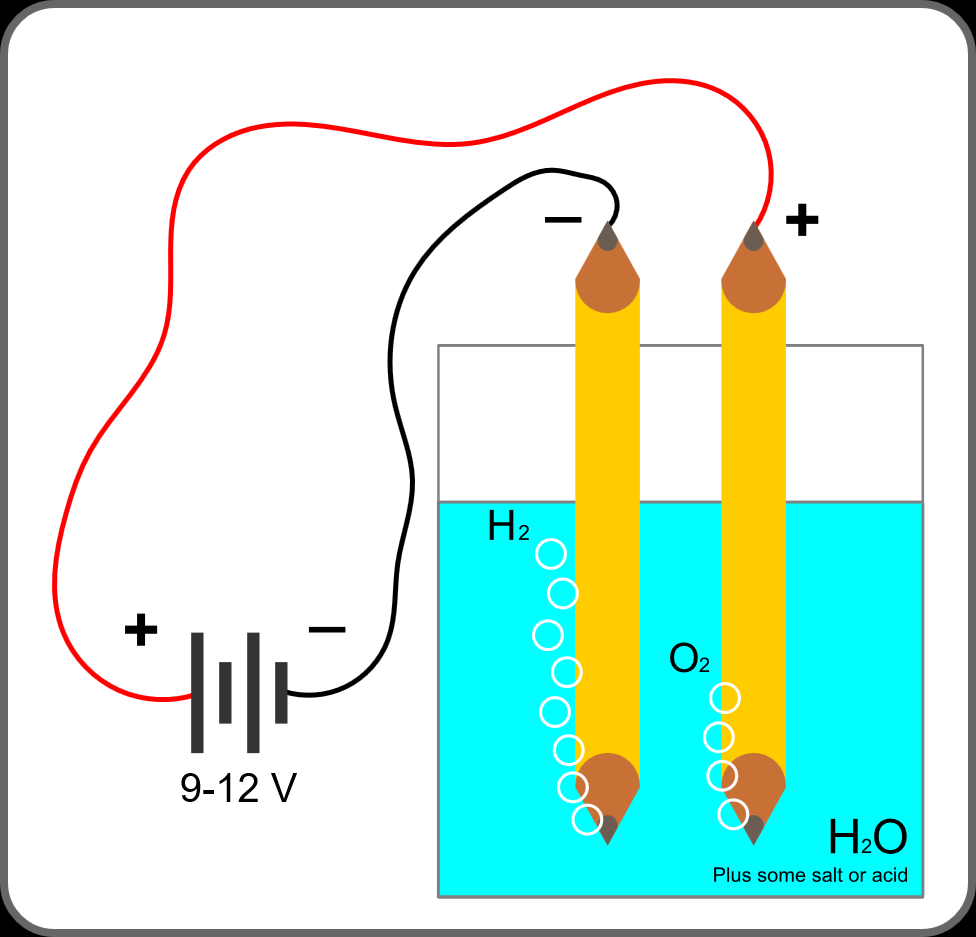 −
+
H₂
+
−
O₂
9-12 V
H₂O
Plus some salt or acid